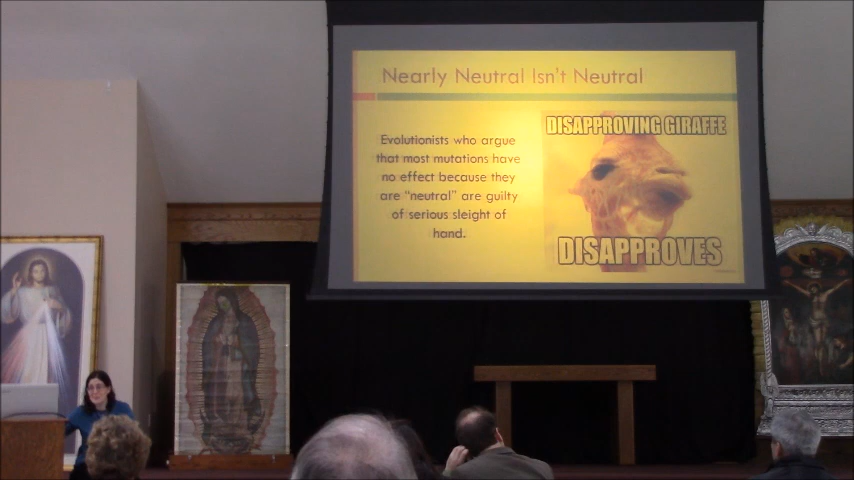 Nearly Neutral Isn't Neutral
Evolutionists who argue
that most mutations have
no effect because they
are "neutral" are guilty
of serious sleight of
hand.
DISAPPROVING GIRAFFE
DISAPPROVES